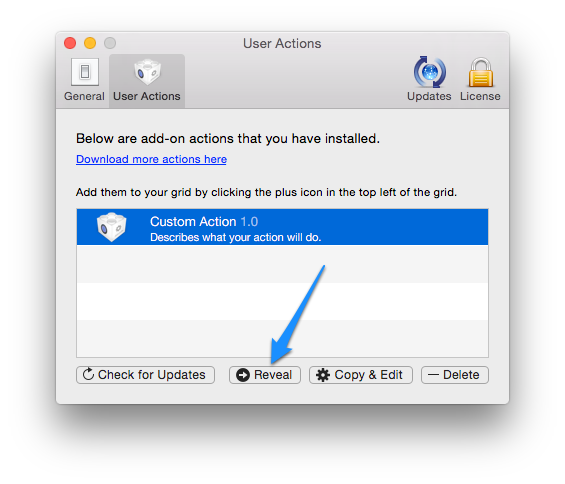 User Actions
General
User Actions
Updates
License
Below are add-on actions that you have installed.
Download more actions here
Add them to your grid by clicking the plus icon in the top left of the grid.
Custom Action 1.0
Describes what your action will do.
Check for Updates
Reveal
Copy & Edit
Delete